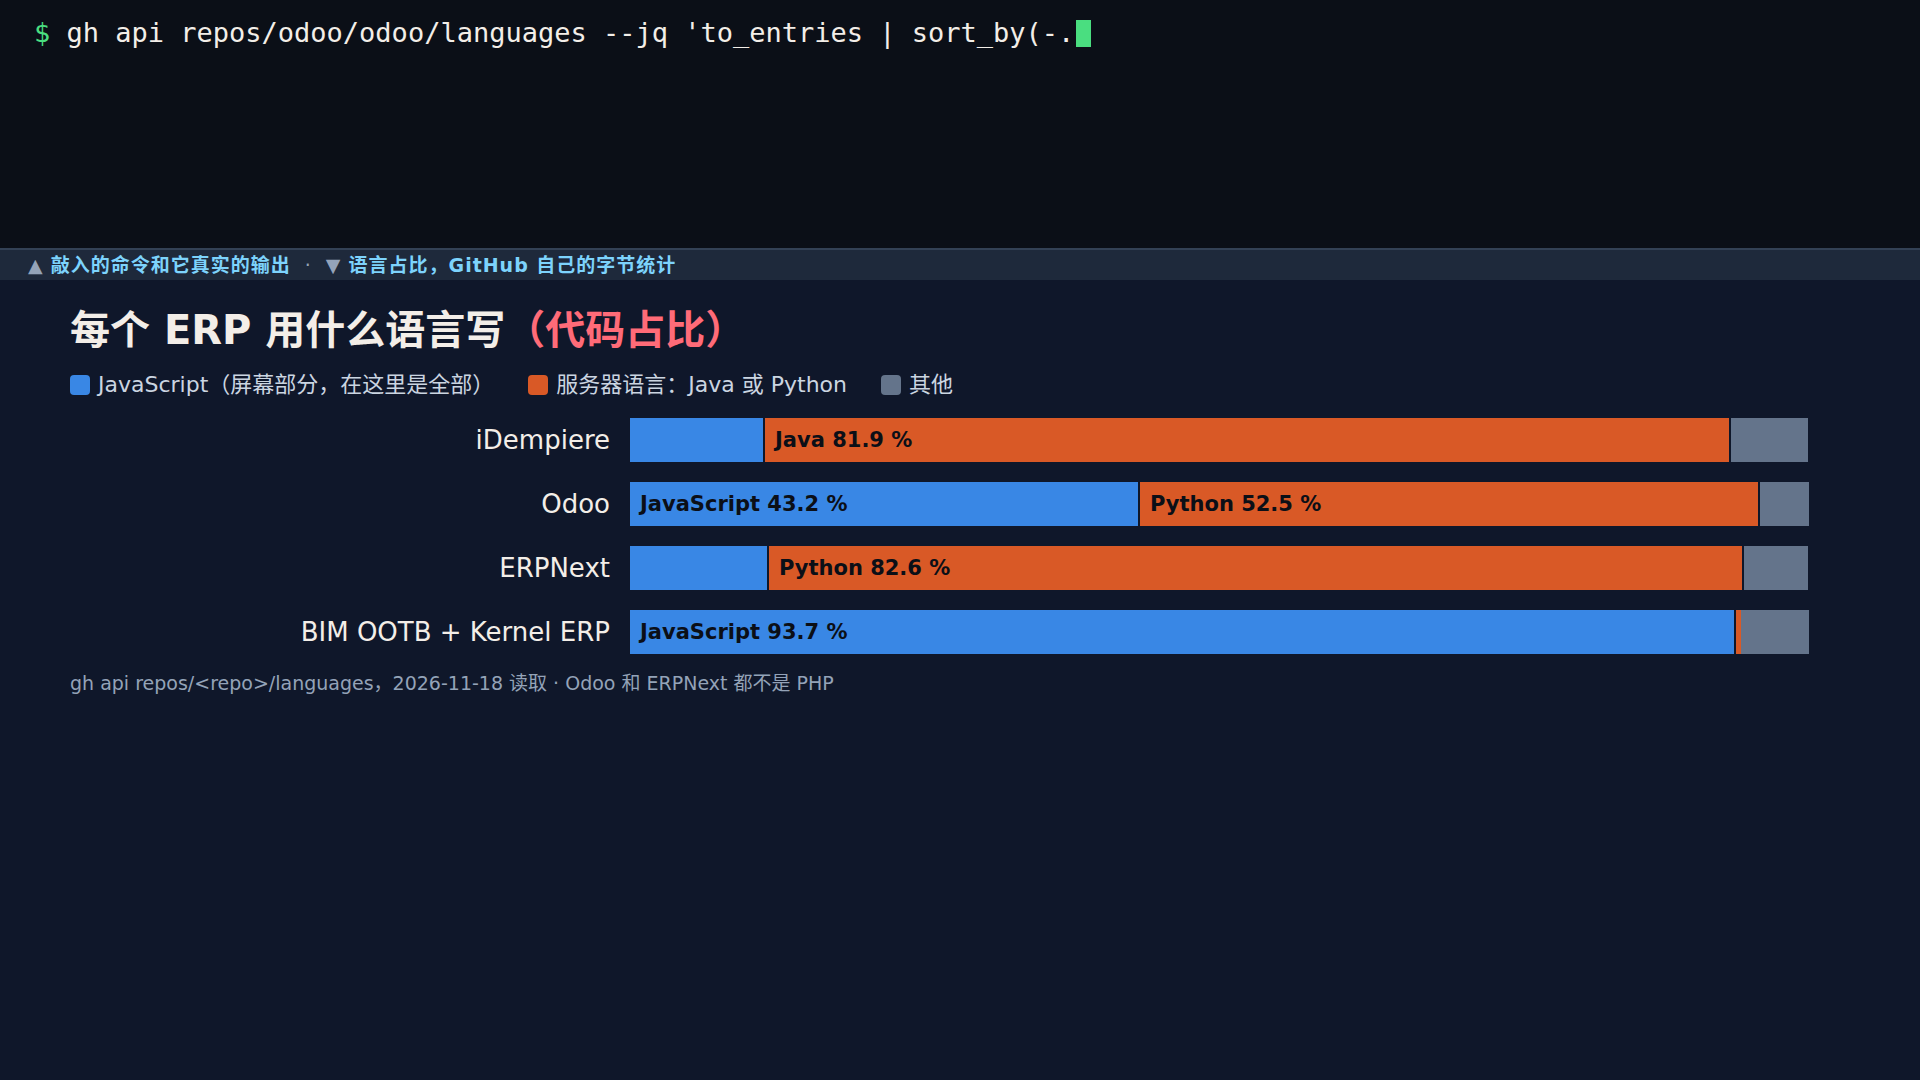 $ gh api repos/odoo/odoo/languages --jq 'to_entries | sort_by(-.
▲ 敲入的命令和它真实的输出 · ▼ 语言占比，GitHub 自己的字节统计
每个 ERP 用什么语言写（代码占比）
JavaScript（屏幕部分，在这里是全部） 服务器语言：Java 或 Python 其他
iDempiere Java 81.9 %
Odoo JavaScript 43.2 % Python 52.5 %
ERPNext Python 82.6 %
BIM OOTB + Kernel ERP JavaScript 93.7 %
gh api repos/<repo>/languages，2026-11-18 读取 · Odoo 和 ERPNext 都不是 PHP